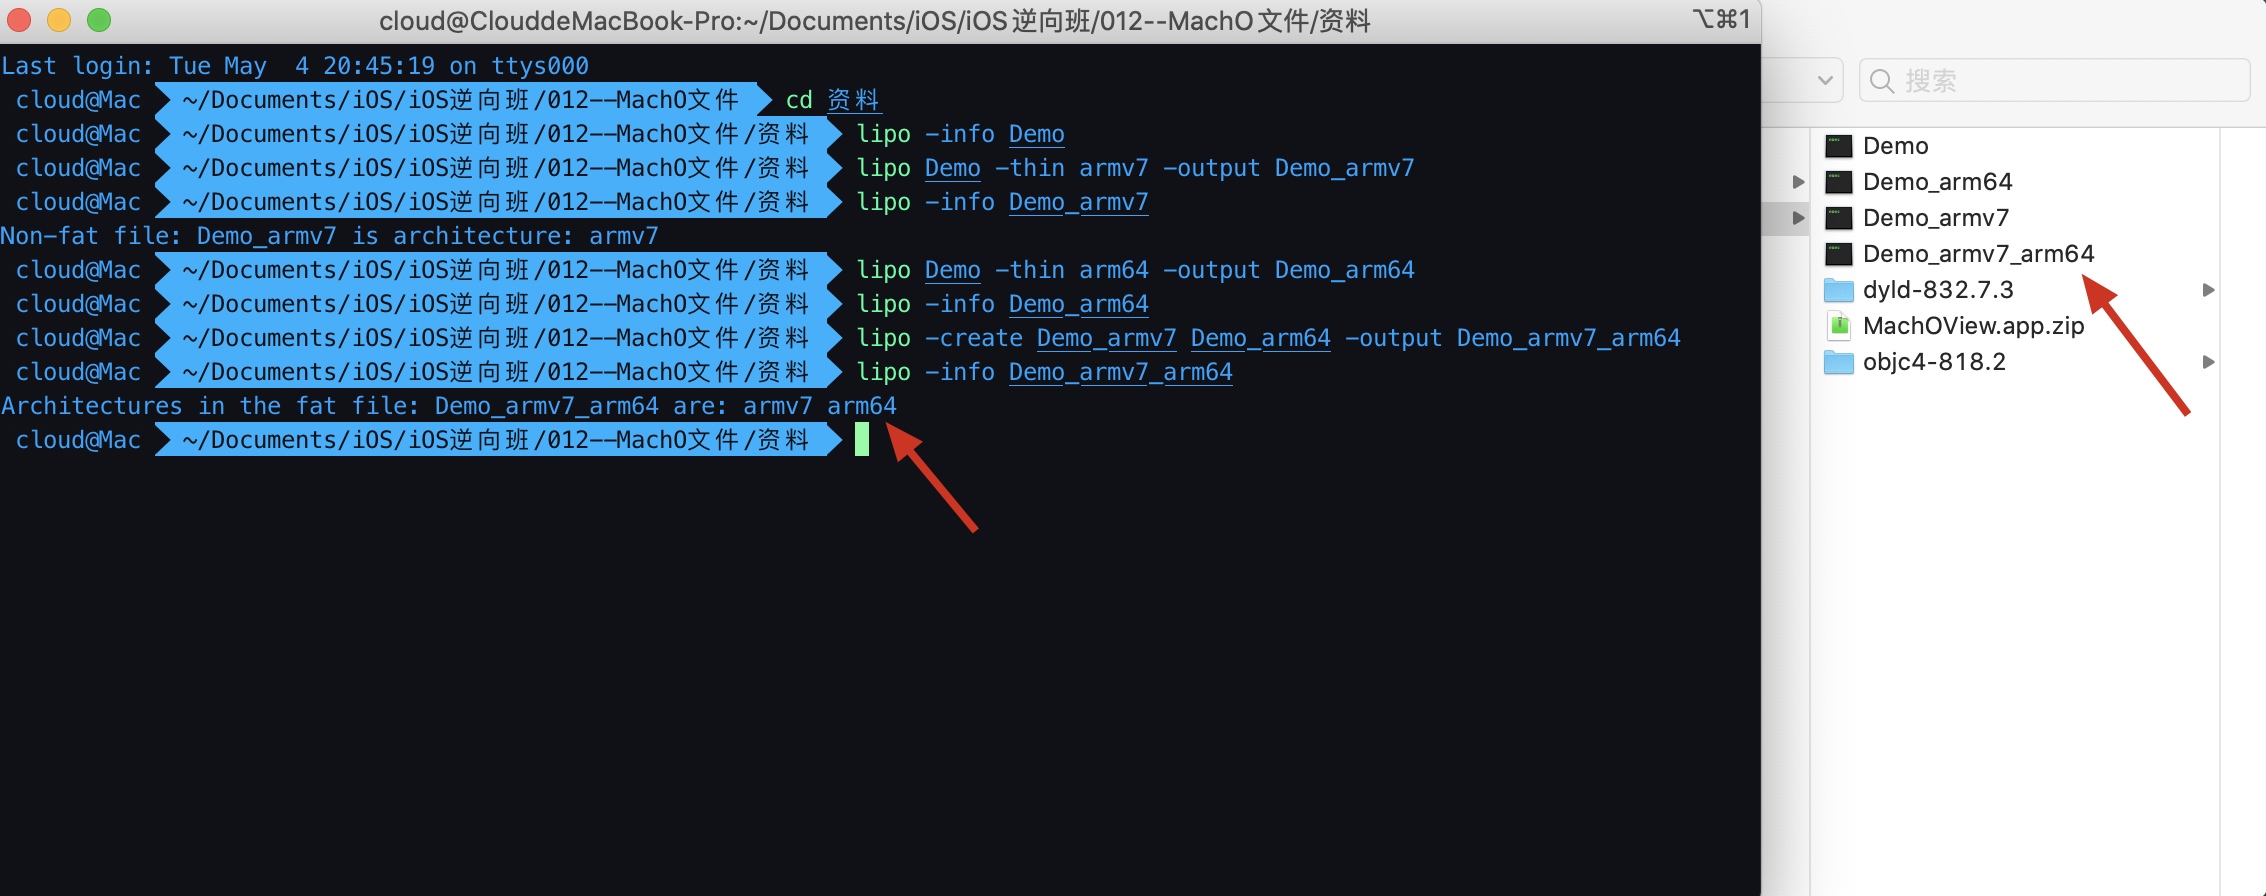 cloud@ClouddeMacBook-Pro:~/Documents/iOS/iOS逆向班/012--MachO文件/资料
⌥⌘1
Last login: Tue May  4 20:45:19 on ttys000
cloud@Mac ~/Documents/iOS/iOS逆向班/012--MachO文件 cd 资料
cloud@Mac ~/Documents/iOS/iOS逆向班/012--MachO文件/资料 lipo -info Demo
cloud@Mac ~/Documents/iOS/iOS逆向班/012--MachO文件/资料 lipo Demo -thin armv7 -output Demo_armv7
cloud@Mac ~/Documents/iOS/iOS逆向班/012--MachO文件/资料 lipo -info Demo_armv7
Non-fat file: Demo_armv7 is architecture: armv7
cloud@Mac ~/Documents/iOS/iOS逆向班/012--MachO文件/资料 lipo Demo -thin arm64 -output Demo_arm64
cloud@Mac ~/Documents/iOS/iOS逆向班/012--MachO文件/资料 lipo -info Demo_arm64
cloud@Mac ~/Documents/iOS/iOS逆向班/012--MachO文件/资料 lipo -create Demo_armv7 Demo_arm64 -output Demo_armv7_arm64
cloud@Mac ~/Documents/iOS/iOS逆向班/012--MachO文件/资料 lipo -info Demo_armv7_arm64
Architectures in the fat file: Demo_armv7_arm64 are: armv7 arm64
cloud@Mac ~/Documents/iOS/iOS逆向班/012--MachO文件/资料
搜索
Demo
Demo_arm64
Demo_armv7
Demo_armv7_arm64
dyld-832.7.3
MachOView.app.zip
objc4-818.2